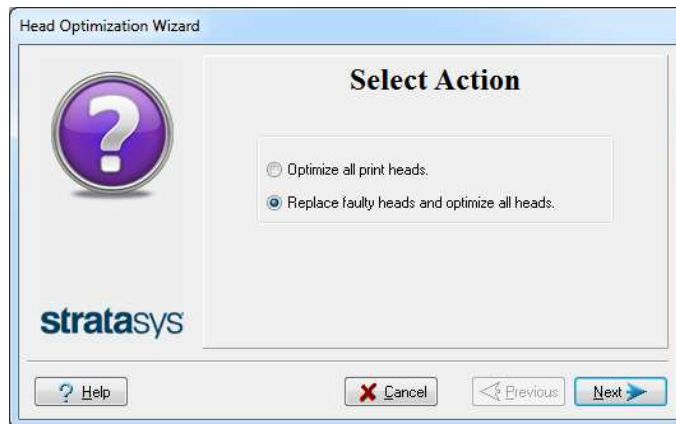 Head Optimization Wizard
Select Action
Optimize all print heads.
Replace faulty heads and optimize all heads.
stratasys
Help
Cancel
Previous
Next